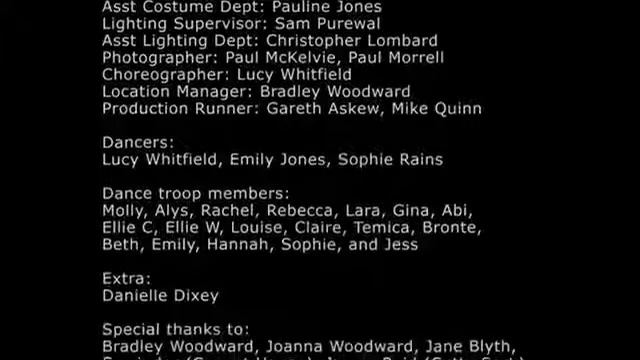 Asst Costume Dept: Pauline Jones
Lighting Supervisor: Sam Purewal
Asst Lighting Dept: Christopher Lombard
Photographer: Paul McKelvie, Paul Morrell
Choreographer: Lucy Whitfield
Location Manager: Bradley Woodward
Production Runner: Gareth Askew, Mike Quinn
Dancers:
Lucy Whitfield, Emily Jones, Sophie Rains
Dance troop members:
Molly, Alys, Rachel, Rebecca, Lara, Gina, Abi,
Ellie C, Ellie W, Louise, Claire, Temica, Bronte,
Beth, Emily, Hannah, Sophie, and Jess
Extra:
Danielle Dixey
Special thanks to:
Bradley Woodward, Joanna Woodward, Jane Blyth,